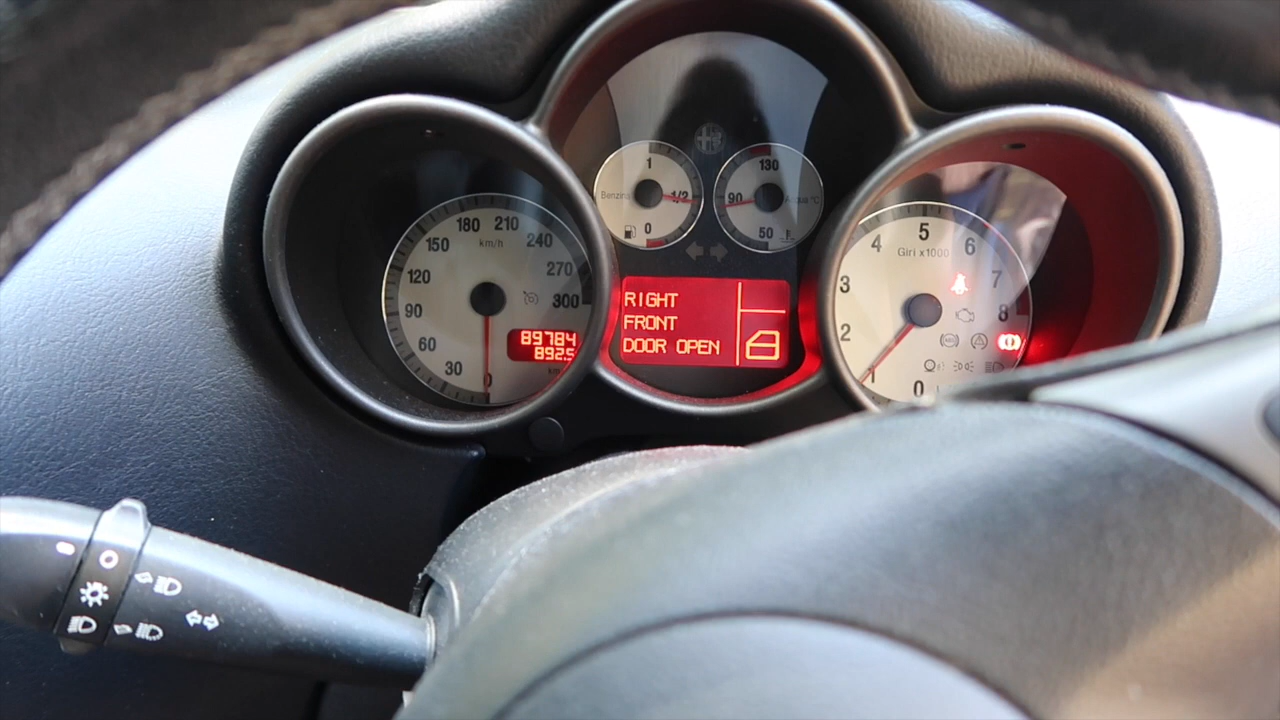 180 210
150 km/h 240
120 270
90 300
60 89784
892.5
30 km
0
1
Benzina 1/2
0
130
90 Acqua °C
50
RIGHT
FRONT
DOOR OPEN
5
4 6
Giri x1000
3 7
2 8
1 0